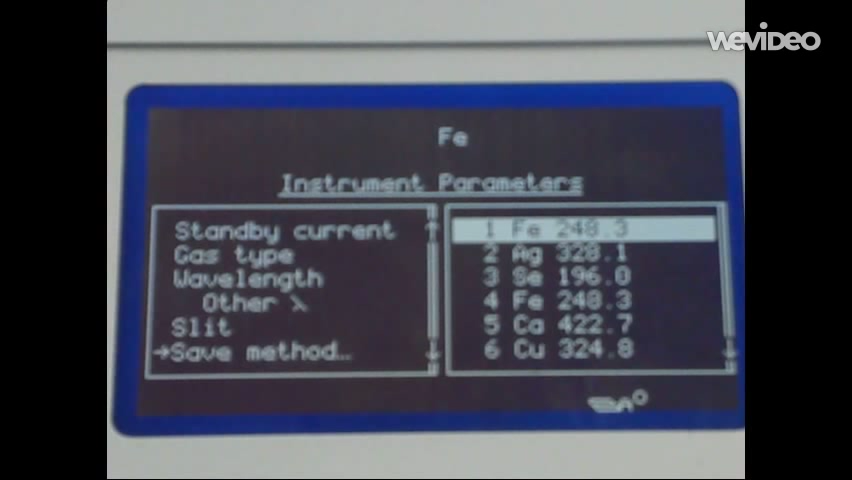 WEVIDEO
Fe
Instrument Parameters
Standby current
Gas type
Wavelength
Other λ
Slit
→Save method…
1 Fe 248.3
2 Ag 328.1
3 Se 196.0
4 Fe 248.3
5 Ca 422.7
6 Cu 324.8